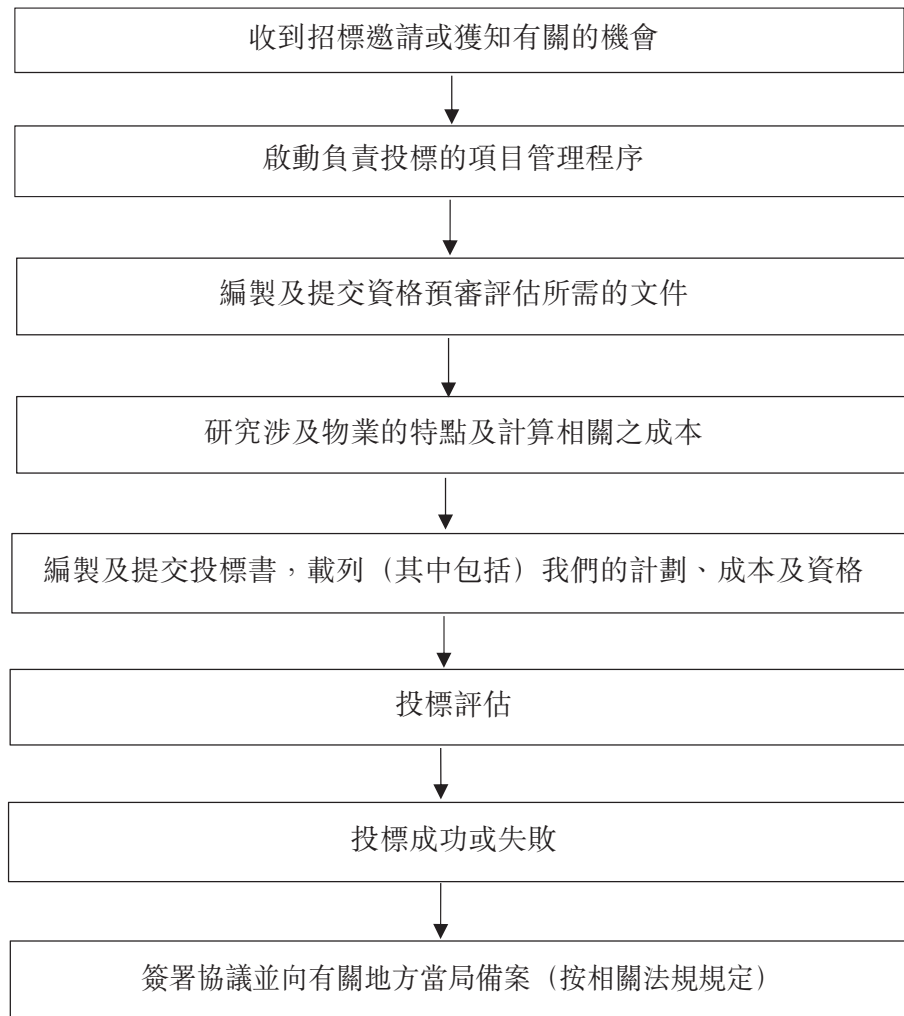 收到招標邀請或獲知有關的機會
啟動負責投標的項目管理程序
編製及提交資格預審評估所需的文件
研究涉及物業的特點及計算相關之成本
編製及提交投標書，載列（其中包括）我們的計劃、成本及資格
投標評估
投標成功或失敗
簽署協議並向有關地方當局備案（按相關法規規定）